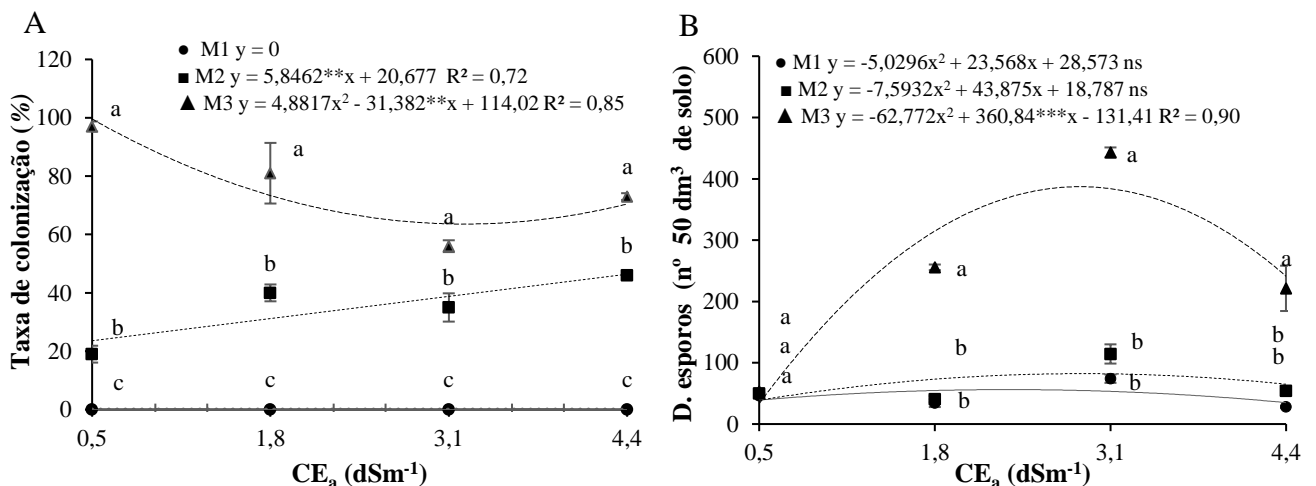 A
M1 y = 0
M2 y = 5,8462**x + 20,677 R² = 0,72
M3 y = 4,8817x² - 31,382**x + 114,02 R² = 0,85
Taxa de colonização (%)
120
100
80
60
40
20
0
a
a
a
a
b
b
b
b
c
c
c
c
0,5
1,8
3,1
4,4
CEₐ (dSm⁻¹)
B
M1 y = -5,0296x² + 23,568x + 28,573 ns
M2 y = -7,5932x² + 43,875x + 18,787 ns
M3 y = -62,772x² + 360,84***x - 131,41 R² = 0,90
D. esporos (nº 50 dm³ de solo)
600
500
400
300
200
100
0
a
a
a
a
b
b
a
b
b
a
b
b
0,5
1,8
3,1
4,4
CEₐ (dSm⁻¹)